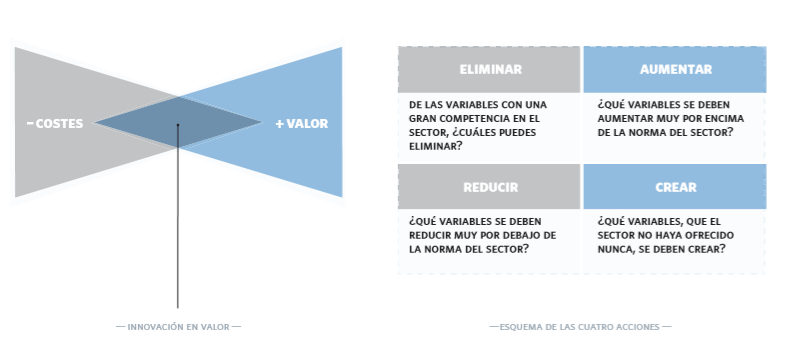 − COSTES
+ VALOR
— INNOVACIÓN EN VALOR —
ELIMINAR
DE LAS VARIABLES CON UNA
GRAN COMPETENCIA EN EL
SECTOR, ¿CUÁLES PUEDES
ELIMINAR?
AUMENTAR
¿QUÉ VARIABLES SE DEBEN
AUMENTAR MUY POR ENCIMA
DE LA NORMA DEL SECTOR?
REDUCIR
¿QUÉ VARIABLES SE DEBEN
REDUCIR MUY POR DEBAJO DE
LA NORMA DEL SECTOR?
CREAR
¿QUÉ VARIABLES, QUE EL
SECTOR NO HAYA OFRECIDO
NUNCA, SE DEBEN CREAR?
— ESQUEMA DE LAS CUATRO ACCIONES —